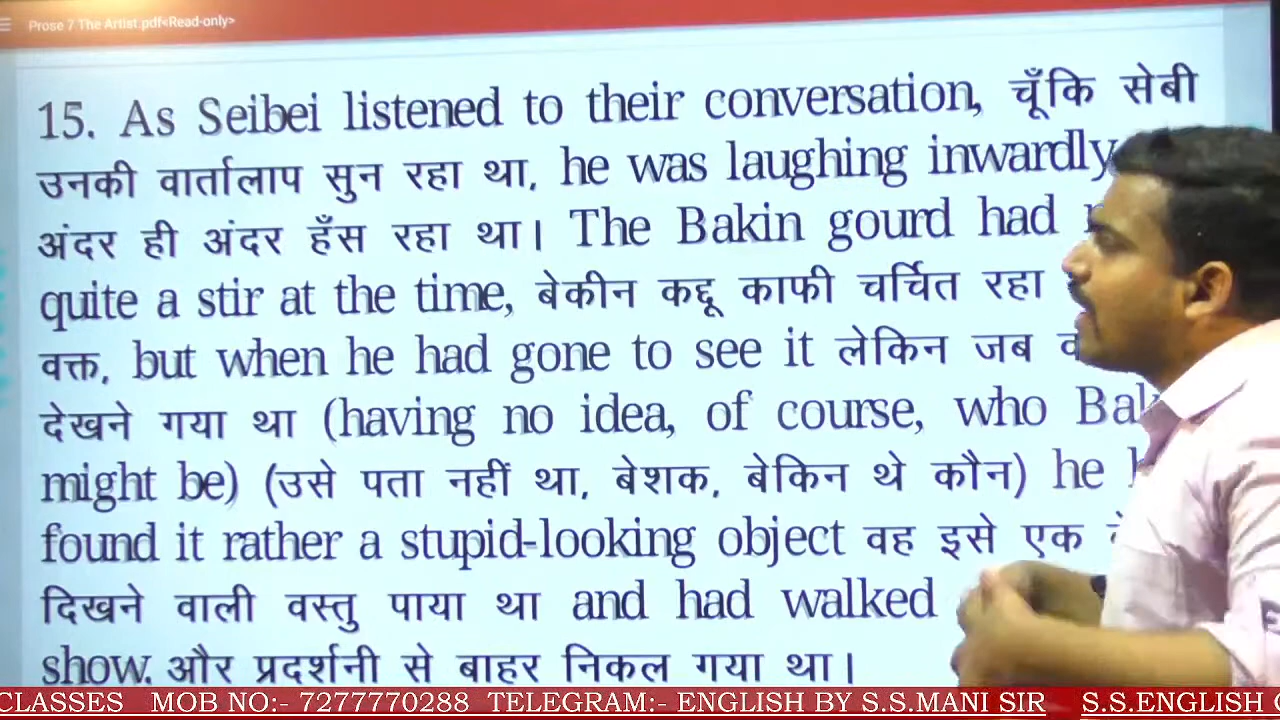 Prose 7 The Artist.pdf<Read-only>
15. As Seibei listened to their conversation, चूँकि सेबी
उनकी वार्तालाप सुन रहा था, he was laughing inwardly
अंदर ही अंदर हँस रहा था। The Bakin gourd had
quite a stir at the time, बेकीन कद्दू काफी चर्चित रहा
वक्त, but when he had gone to see it लेकिन जब
देखने गया था (having no idea, of course, who
might be) (उसे पता नहीं था, बेशक, बेकिन थे कौन) he
found it rather a stupid-looking object वह इसे एक
दिखने वाली वस्तु पाया था and had walked
show. और प्रदर्शनी से बाहर निकल गया था।
CLASSES MOB NO:- 7277770288 TELEGRAM:- ENGLISH BY S.S.MANI SIR S.S.ENGLISH